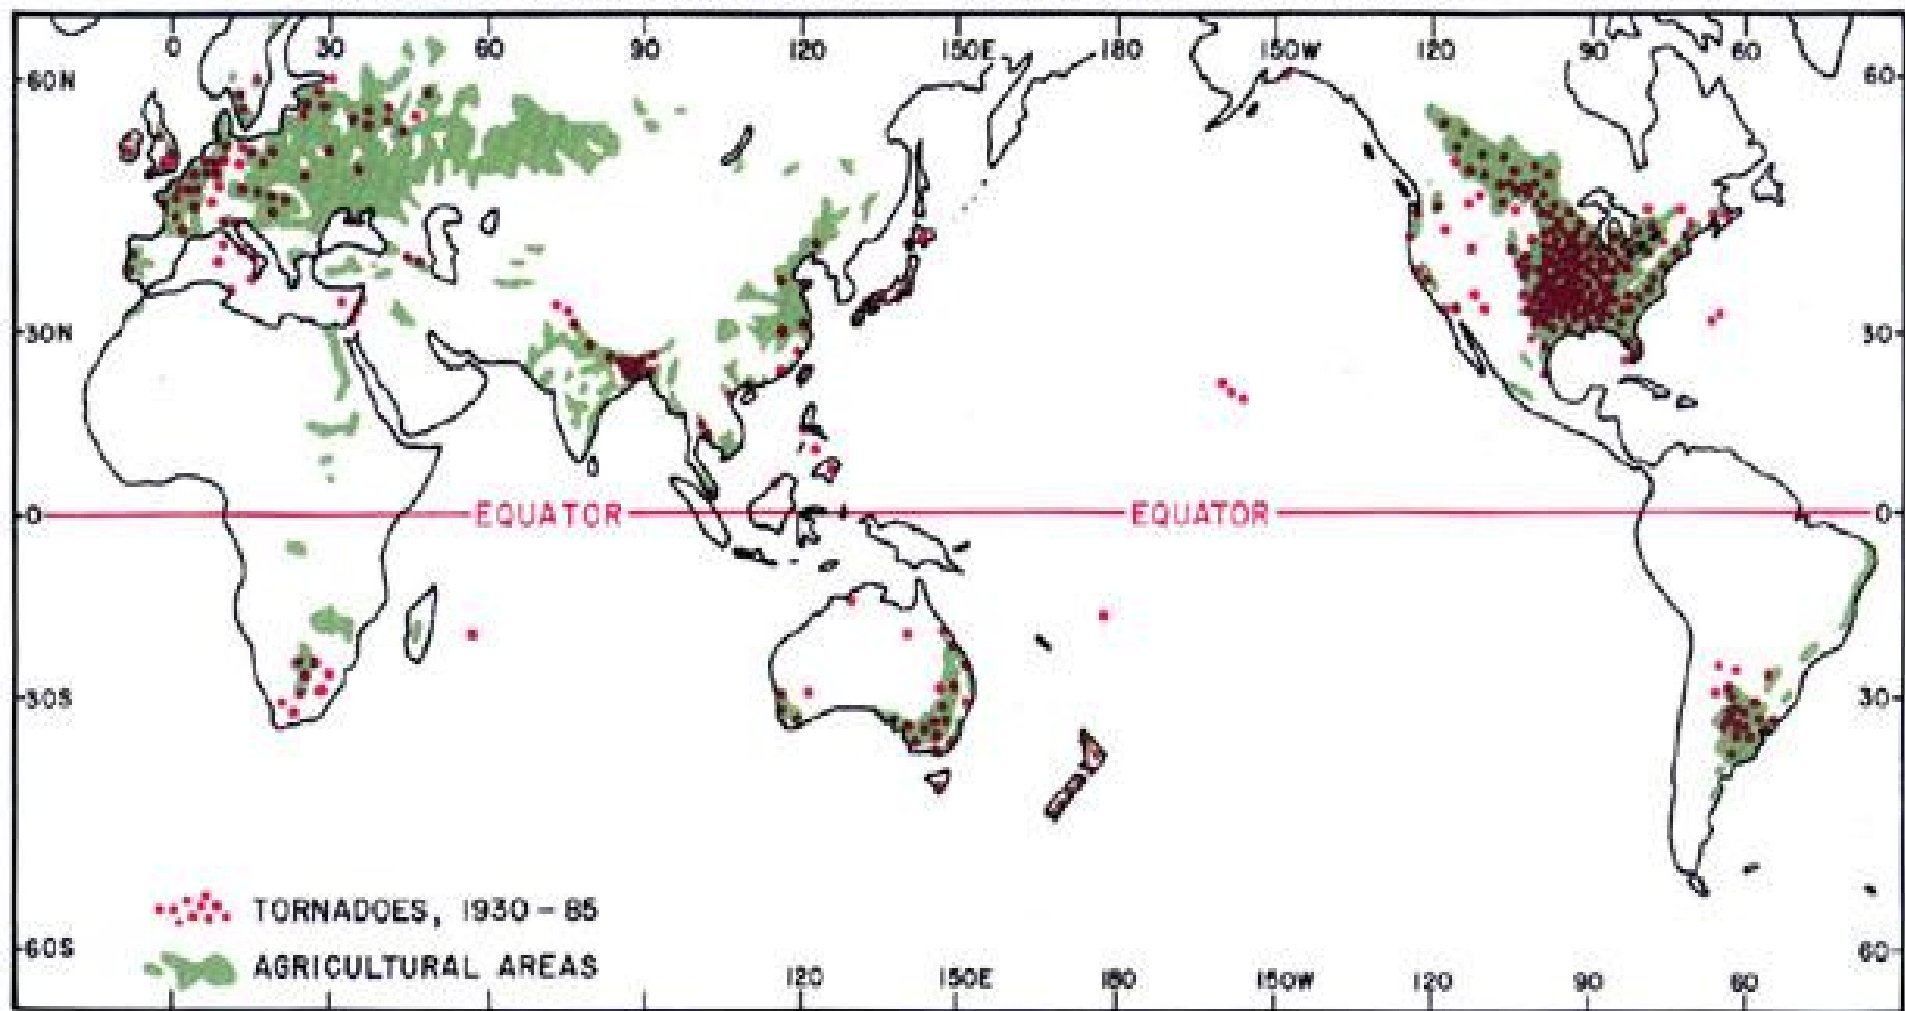 0 30 60 90 120 150E 180 150W 120 90 60
60N 60
30N 30
0 EQUATOR EQUATOR 0
30S 30
TORNADOES, 1930-85
60S 60
AGRICULTURAL AREAS
120 150E 180 150W 120 90 60